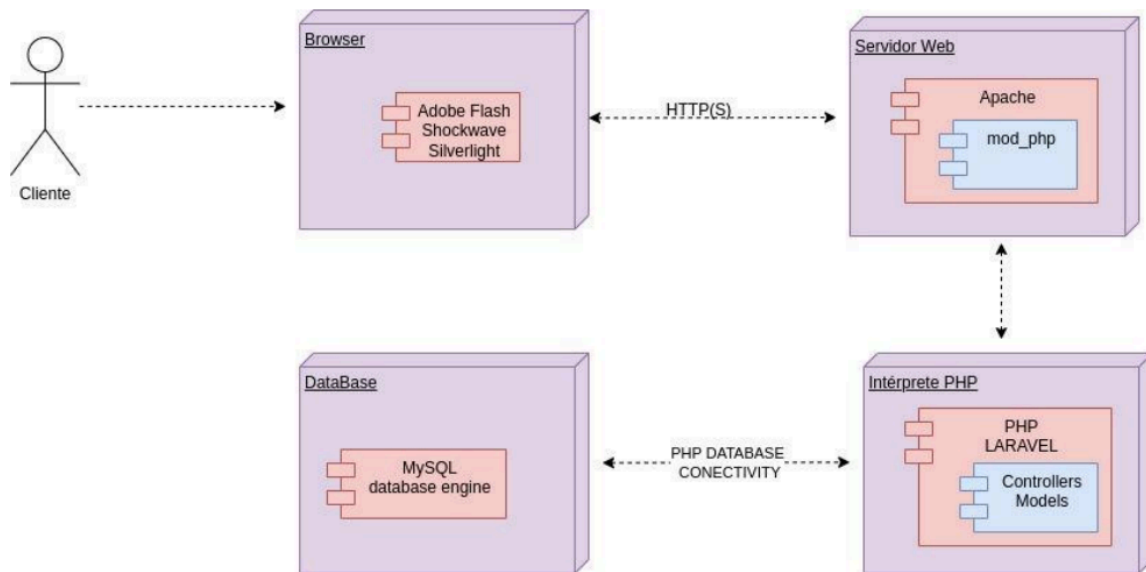 Cliente
Browser
Adobe Flash
Shockwave
Silverlight
HTTP(S)
Servidor Web
Apache
mod_php
DataBase
MySQL
database engine
PHP DATABASE
CONECTIVITY
Intérprete PHP
PHP
LARAVEL
Controllers
Models